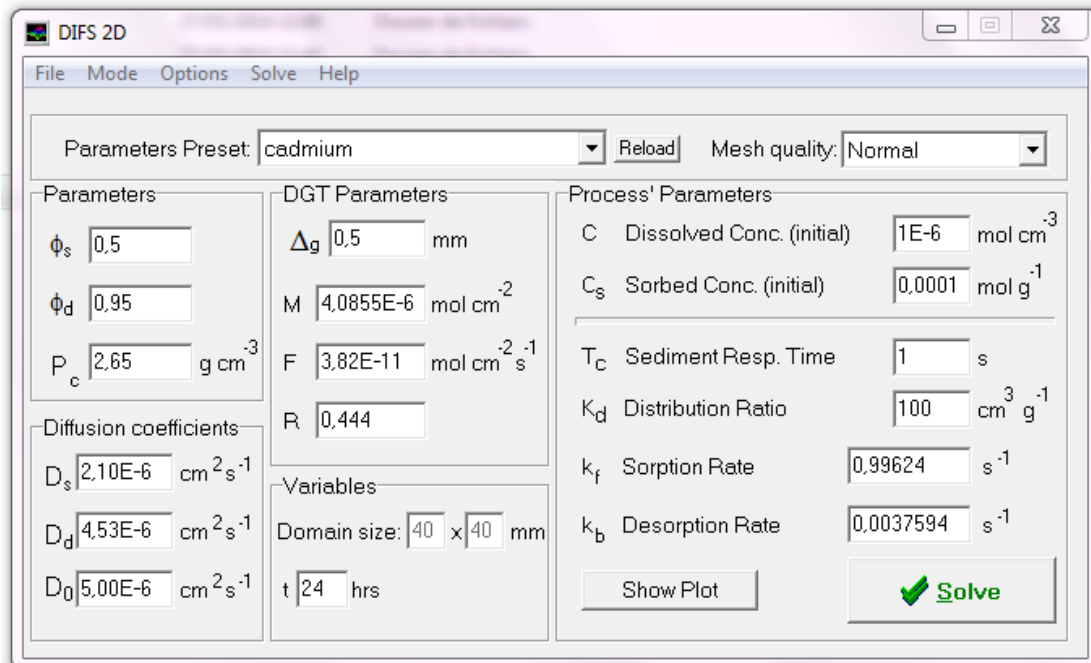 DIFS 2D
File Mode Options Solve Help
Parameters Preset: cadmium Reload Mesh quality: Normal
Parameters
ϕs 0,5
ϕd 0,95
Pc 2,65 g cm-3
Diffusion coefficients
Ds 2,10E-6 cm2s-1
Dd 4,53E-6 cm2s-1
D0 5,00E-6 cm2s-1
DGT Parameters
Δg 0,5 mm
M 4,0855E-6 mol cm-2
F 3,82E-11 mol cm-2s-1
R 0,444
Variables
Domain size: 40 x 40 mm
t 24 hrs
Process' Parameters
C Dissolved Conc. (initial) 1E-6 mol cm-3
Cs Sorbed Conc. (initial) 0,0001 mol g-1
Tc Sediment Resp. Time 1 s
Kd Distribution Ratio 100 cm3 g-1
kf Sorption Rate 0,99624 s-1
kb Desorption Rate 0,0037594 s-1
Show Plot Solve